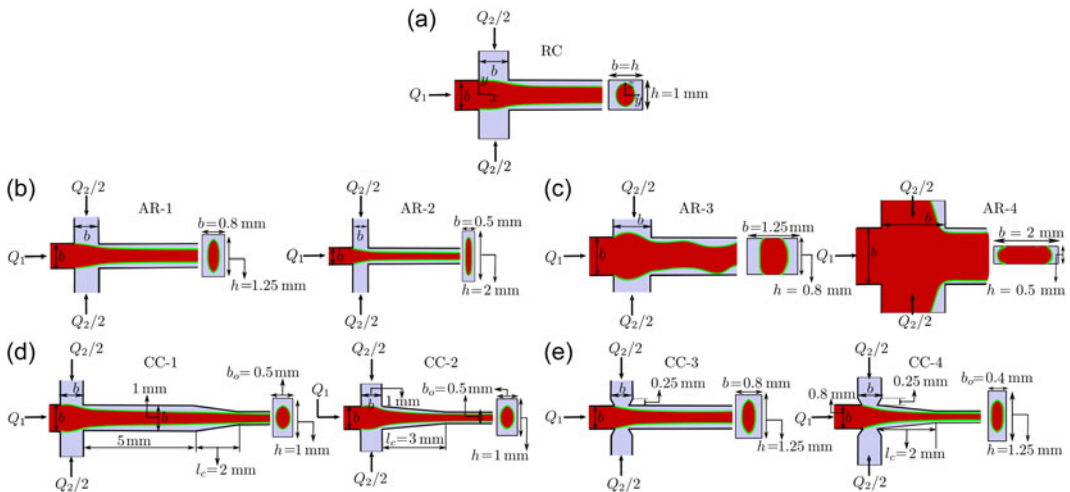 (a)
Q₂/2
RC
b
b=h
y
x
Q₁
b
h=1 mm
y
Q₂/2
(b)
Q₂/2
AR-1
b=0.8 mm
b
Q₁
b
h=1.25 mm
Q₂/2
Q₂/2
AR-2
b=0.5 mm
b
Q₁
h=2 mm
Q₂/2
(c)
Q₂/2
AR-3
b=1.25 mm
b
Q₁
b
h = 0.8 mm
Q₂/2
Q₂/2
AR-4
b = 2 mm
b
Q₁
b
h = 0.5 mm
Q₂/2
(d)
Q₂/2
CC-1
bₒ= 0.5 mm
1 mm
b
Q₁
b
b
5 mm
l_c=2 mm
h=1 mm
Q₂/2
Q₂/2
CC-2
bₒ=0.5 mm
Q₁
b
1 mm
b
l_c=3 mm
h=1 mm
Q₂/2
(e)
Q₂/2
CC-3
0.25 mm
b=0.8 mm
b
Q₁
b
h=1.25 mm
Q₂/2
Q₂/2
CC-4
0.25 mm
bₒ=0.4 mm
0.8 mm
b
Q₁
b
l_c=2 mm
h=1.25 mm
Q₂/2